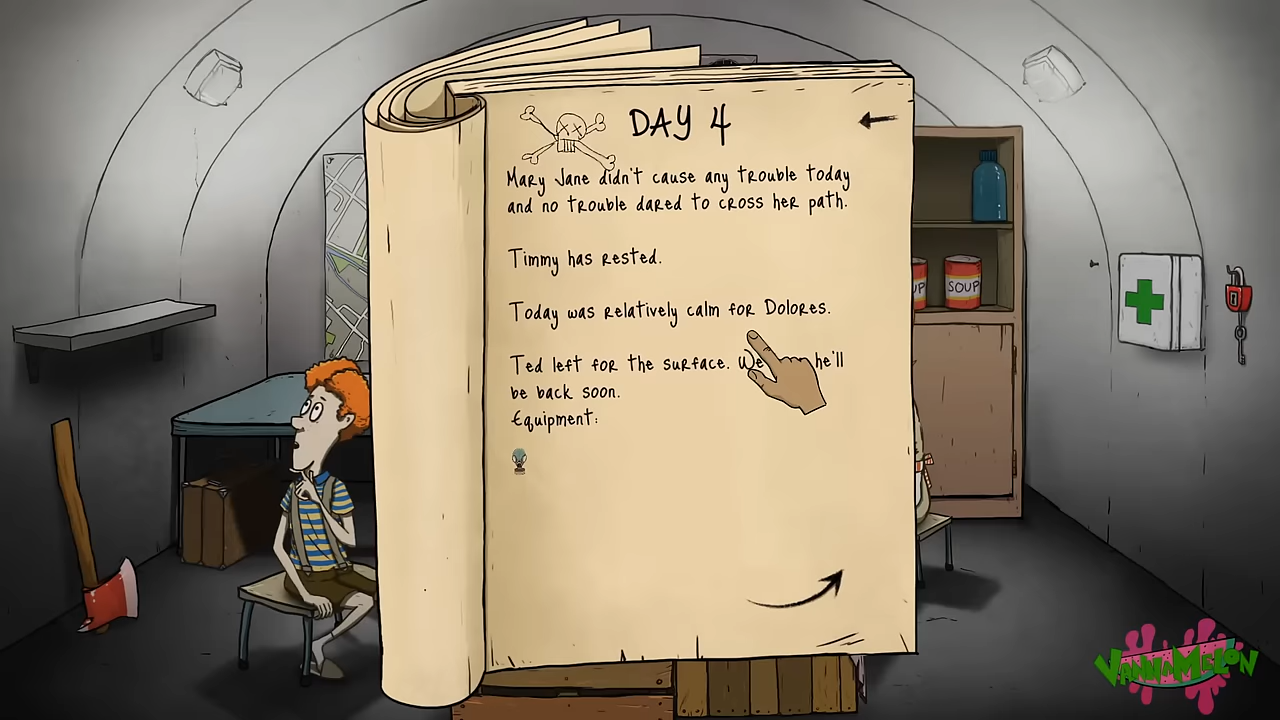 DAY 4
Mary Jane didn't cause any trouble today
and no trouble dared to cross her path.
Timmy has rested.
Today was relatively calm for Dolores.
Ted left for the surface. We he'll
be back soon.
Equipment:
UP
SOUP
VANNAMELON